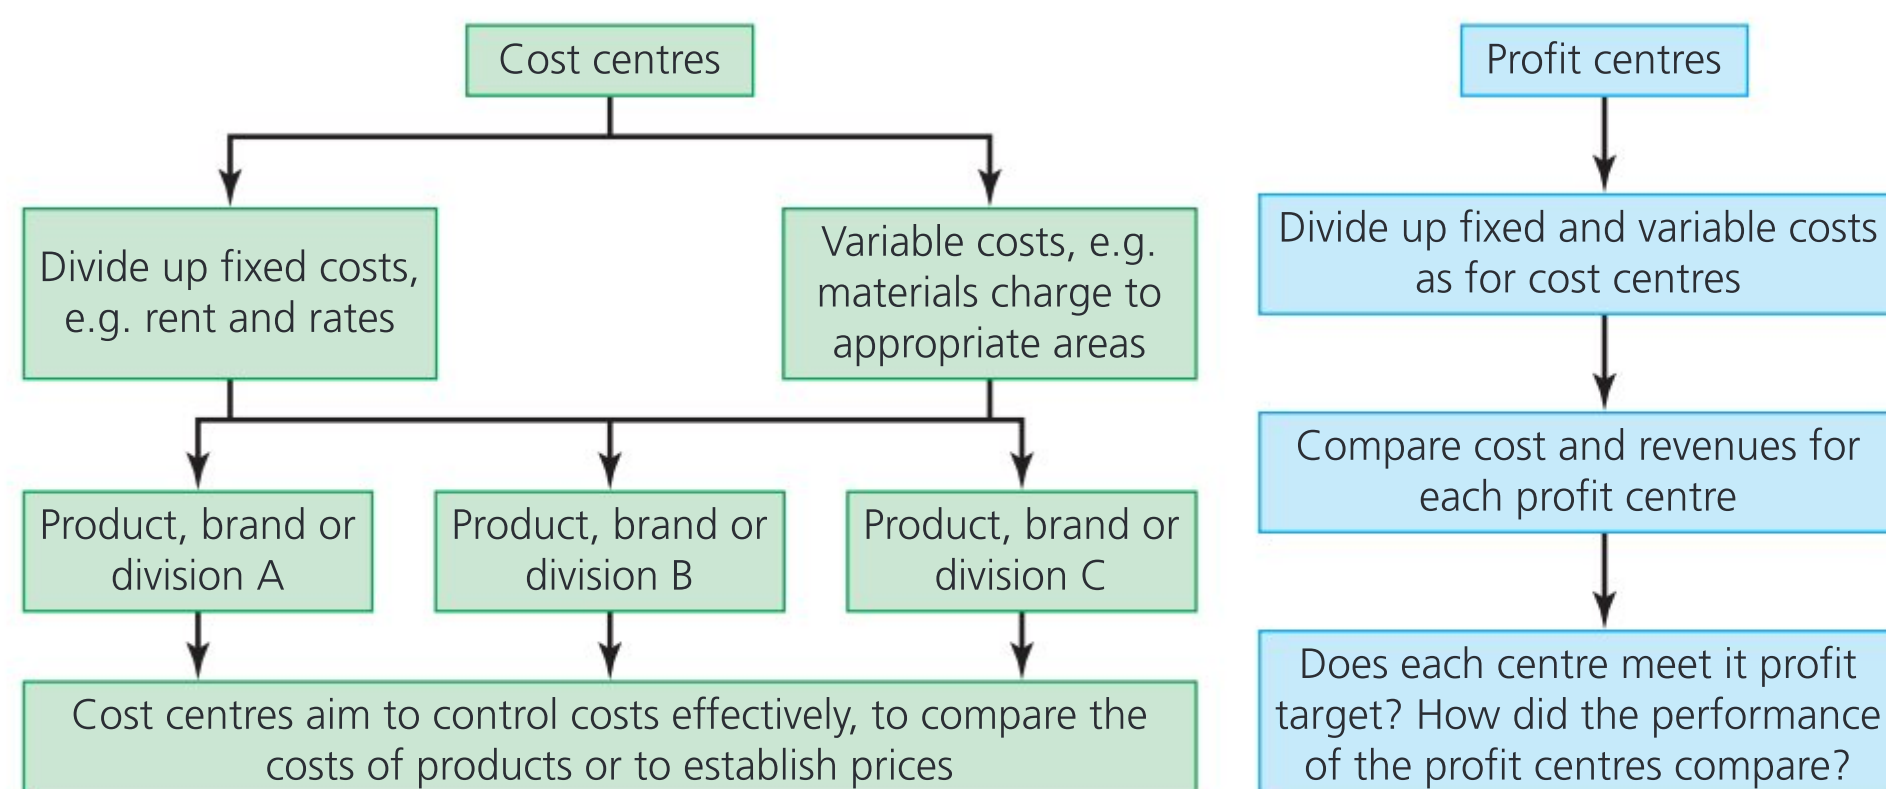 Cost centres
Divide up fixed costs,
e.g. rent and rates
Variable costs, e.g.
materials charge to
appropriate areas
Product, brand or
division A
Product, brand or
division B
Product, brand or
division C
Cost centres aim to control costs effectively, to compare the
costs of products or to establish prices
Profit centres
Divide up fixed and variable costs
as for cost centres
Compare cost and revenues for
each profit centre
Does each centre meet it profit
target? How did the performance
of the profit centres compare?